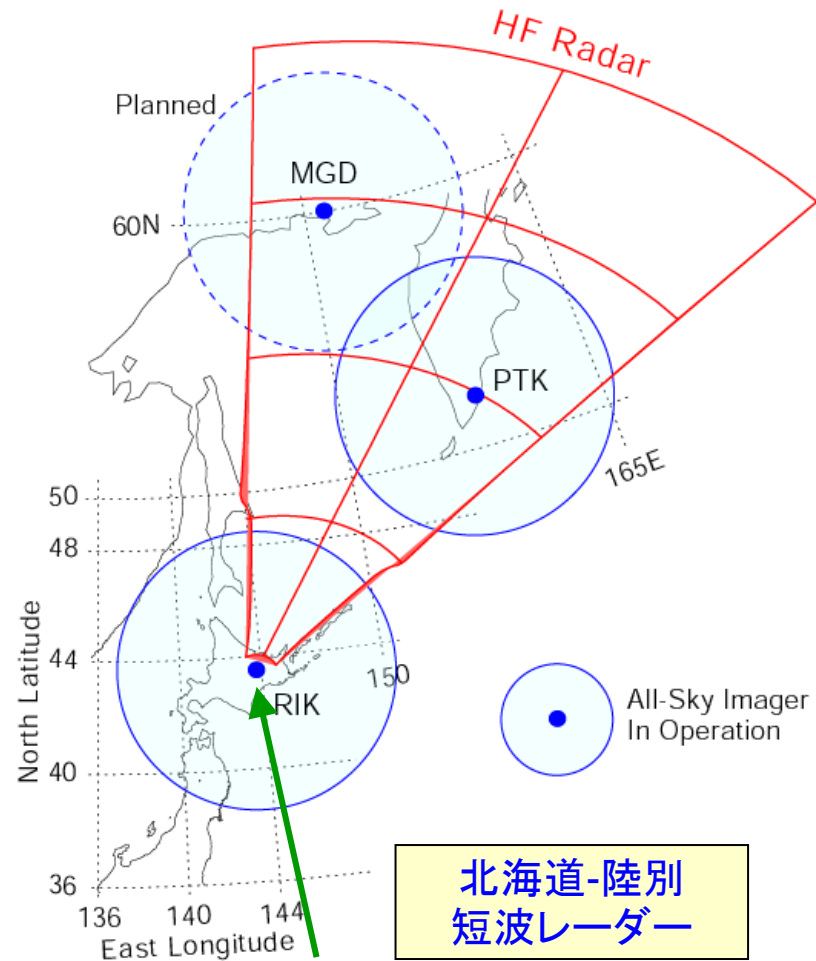 HF Radar
Planned
MGD
60N
PTK
165E
50
48
44
40
36
North Latitude
150
RIK
All-Sky Imager
In Operation
136
140
144
East Longitude
北海道-陸別
短波レーダー